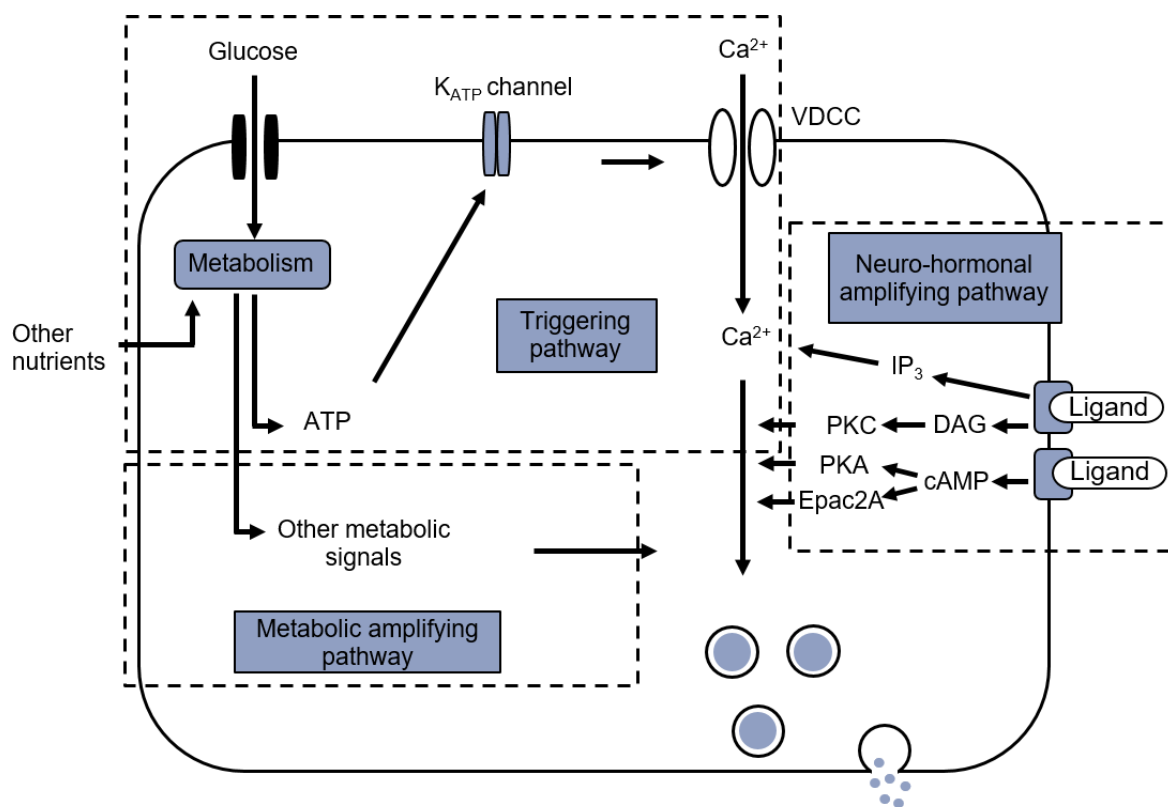 Glucose
Ca²⁺
K_ATP channel
VDCC
Metabolism
Neuro-hormonal
amplifying pathway
Other
nutrients
Triggering
pathway
Ca²⁺
IP₃
Ligand
ATP
PKC
DAG
PKA
cAMP
Ligand
Epac2A
Other metabolic
signals
Metabolic amplifying
pathway